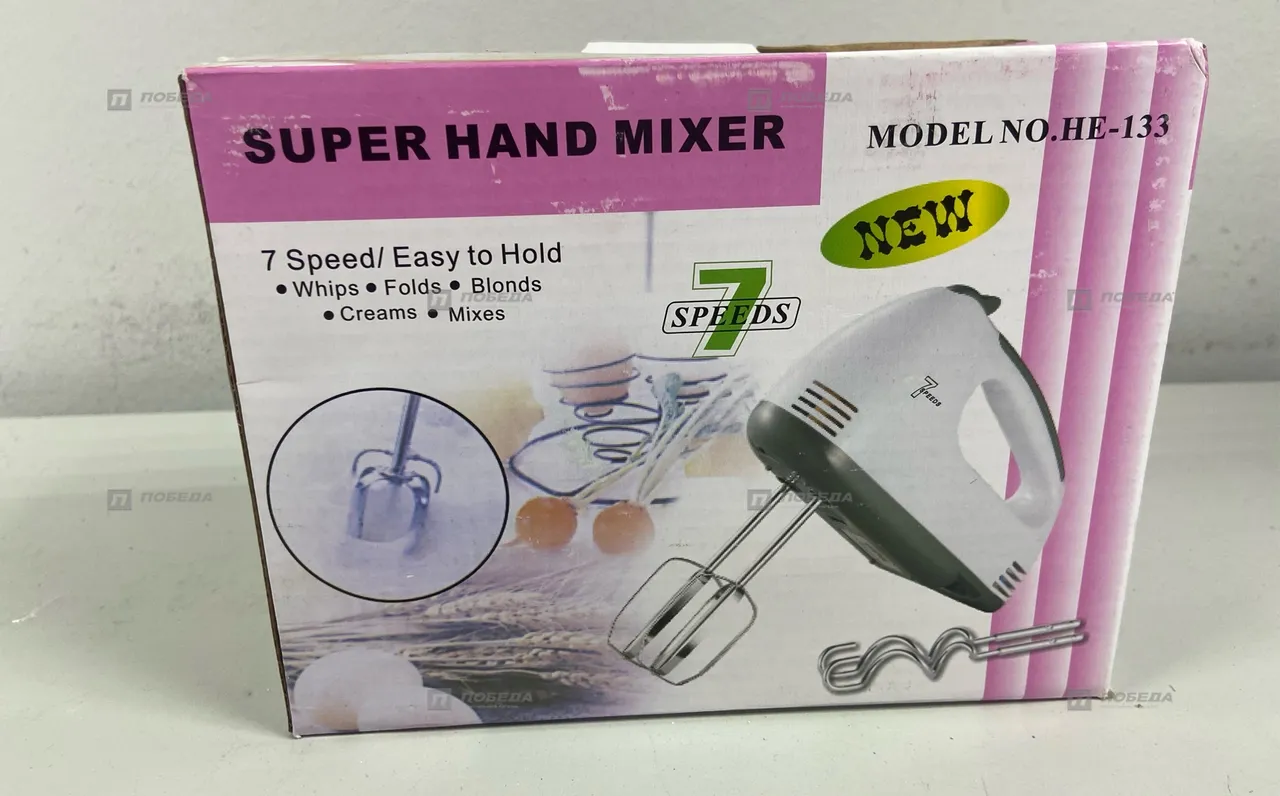 SUPER HAND MIXER
MODEL NO.HE-133
NEW
7 Speed/ Easy to Hold
• Whips • Folds • Blonds
• Creams • Mixes
7
SPEEDS
7
SPEEDS
ПОБЕДА
ПОБЕДА
ПОБЕДА
ПОБЕДА
ПОБЕДА
ПОБЕДА
ПОБЕДА
ПОБЕДА